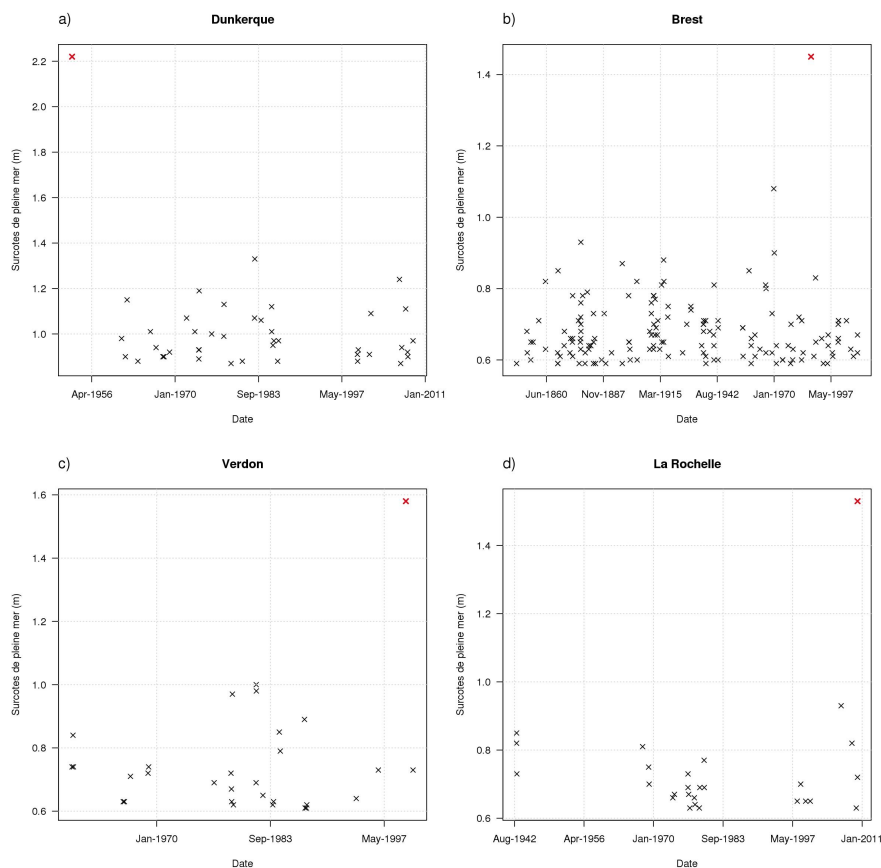 a)
Dunkerque
Surcotes de pleine mer (m)
2.2
2.0
1.8
1.6
1.4
1.2
1.0
Apr-1956 Jan-1970 Sep-1983 May-1997 Jan-2011
Date
b)
Brest
Surcotes de pleine mer (m)
1.4
1.2
1.0
0.8
0.6
Jun-1860 Nov-1887 Mar-1915 Aug-1942 Jan-1970 May-1997
Date
c)
Verdon
Surcotes de pleine mer (m)
1.6
1.4
1.2
1.0
0.8
0.6
Jan-1970 Sep-1983 May-1997
Date
d)
La Rochelle
Surcotes de pleine mer (m)
1.4
1.2
1.0
0.8
0.6
Aug-1942 Apr-1956 Jan-1970 Sep-1983 May-1997 Jan-2011
Date